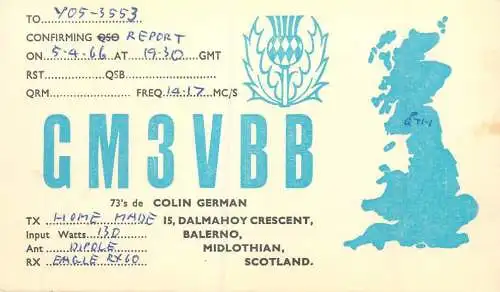 TO YO5-3553
CONFIRMING QSO REPORT
ON 5-4-66 AT 19.30 GMT
RST QSB
QRM FREQ. 14.17 MC/S
GM3VBB
73's de COLIN GERMAN
TX HOME MADE 15, DALMAHOY CRESCENT,
Input Watts 130 BALERNO,
Ant DIPOLE MIDLOTHIAN,
RX EAGLE RX60 SCOTLAND.